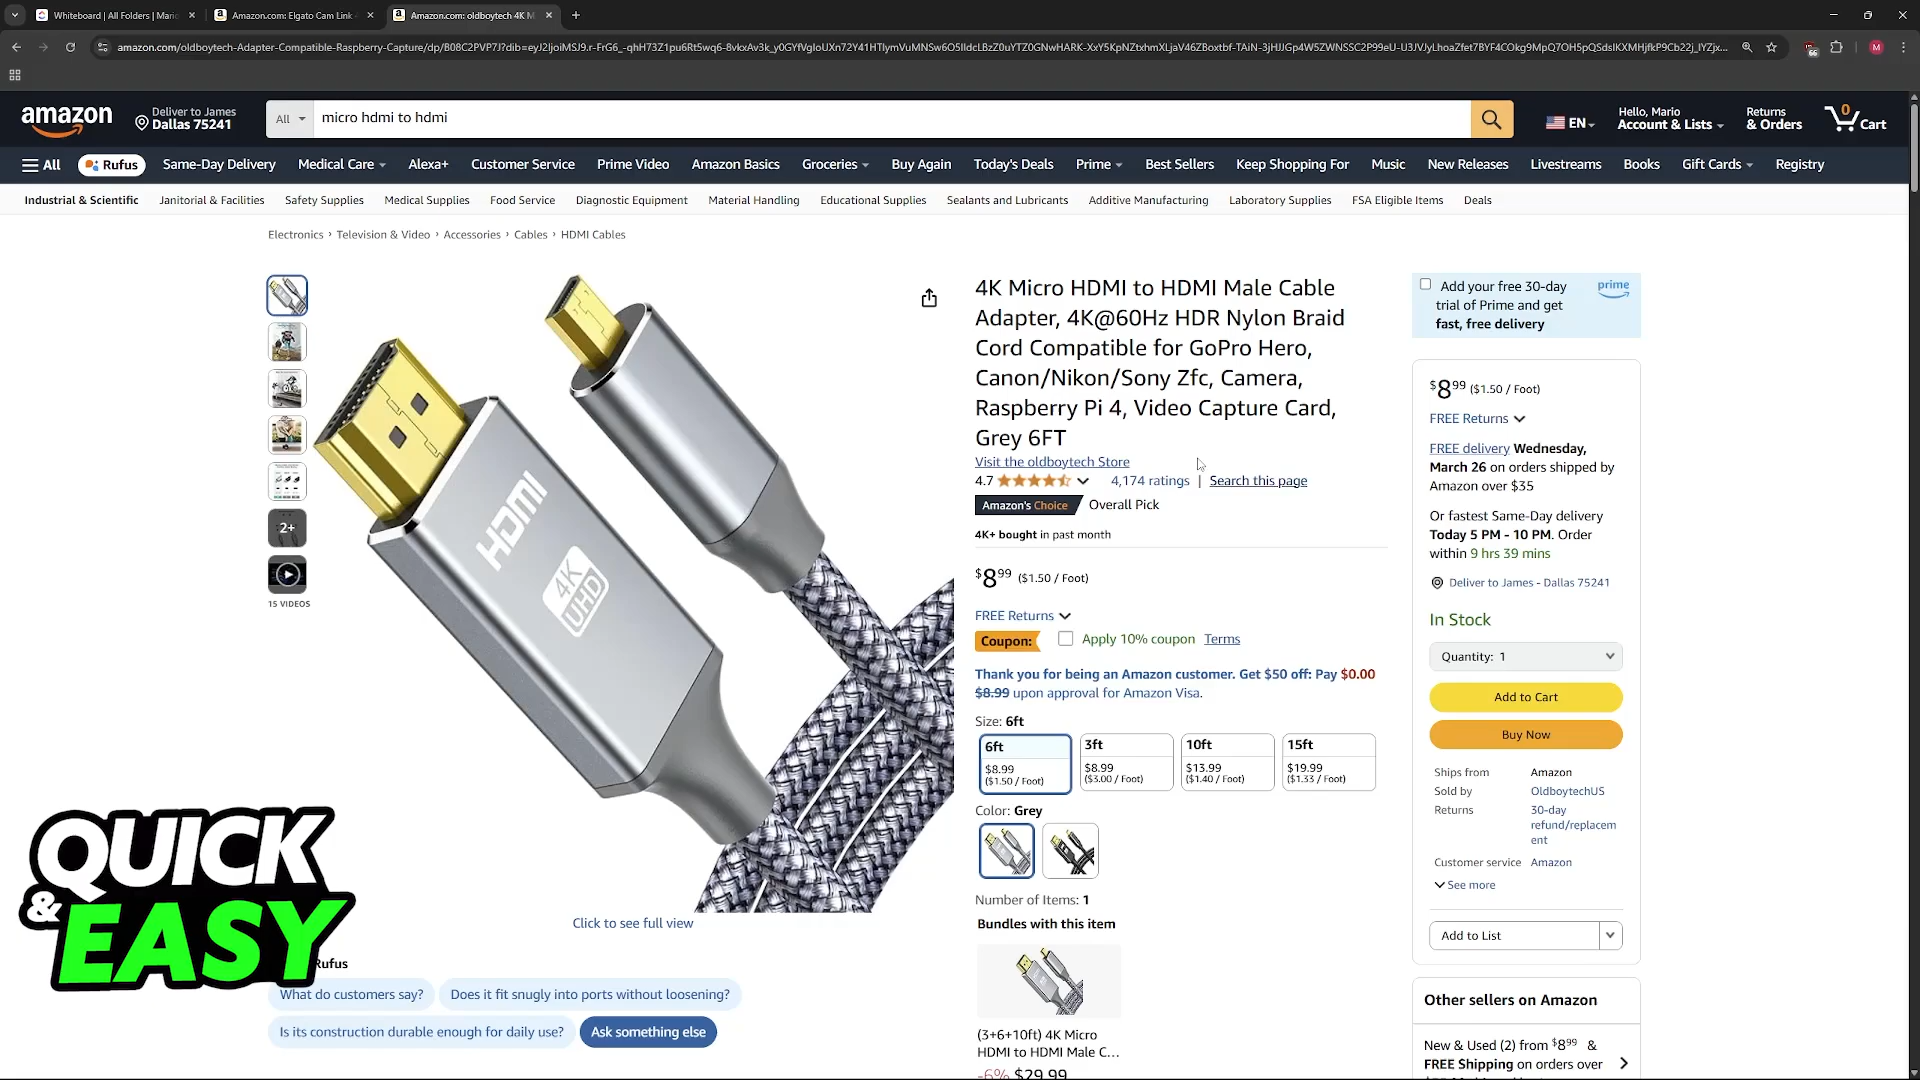 Whiteboard | All Folders | Mario
Amazon.com: Elgato Cam Link
Amazon.com: oldboytech 4K M
amazon
Deliver to James
Dallas 75241
All
micro hdmi to hdmi
EN
Hello, Mario
Account & Lists
Returns
& Orders
0
Cart
All
Rufus
Same-Day Delivery
Medical Care
Alexa+
Customer Service
Prime Video
Amazon Basics
Groceries
Buy Again
Today's Deals
Prime
Best Sellers
Keep Shopping For
Music
New Releases
Livestreams
Books
Gift Cards
Registry
Industrial & Scientific
Janitorial & Facilities
Safety Supplies
Medical Supplies
Food Service
Diagnostic Equipment
Material Handling
Educational Supplies
Sealants and Lubricants
Additive Manufacturing
Laboratory Supplies
FSA Eligible Items
Deals
Electronics › Television & Video › Accessories › Cables › HDMI Cables
HDMI
4K
UHD
2+
15 VIDEOS
Click to see full view
4K Micro HDMI to HDMI Male Cable
Adapter, 4K@60Hz HDR Nylon Braid
Cord Compatible for GoPro Hero,
Canon/Nikon/Sony Zfc, Camera,
Raspberry Pi 4, Video Capture Card,
Grey 6FT
Visit the oldboytech Store
4.7
4,174 ratings | Search this page
Amazon's Choice Overall Pick
4K+ bought in past month
$8.99 ($1.50 / Foot)
FREE Returns
Coupon: Apply 10% coupon Terms
Thank you for being an Amazon customer. Get $50 off: Pay $0.00
$8.99 upon approval for Amazon Visa.
Size: 6ft
6ft
$8.99
($1.50 / Foot)
3ft
$8.99
($3.00 / Foot)
10ft
$13.99
($1.40 / Foot)
15ft
$19.99
($1.33 / Foot)
Color: Grey
Number of Items: 1
Bundles with this item
(3+6+10ft) 4K Micro
HDMI to HDMI Male C...
-6% $29.99
Add your free 30-day
trial of Prime and get
fast, free delivery
prime
$8.99 ($1.50 / Foot)
FREE Returns
FREE delivery Wednesday,
March 26 on orders shipped by
Amazon over $35
Or fastest Same-Day delivery
Today 5 PM - 10 PM. Order
within 9 hrs 39 mins
Deliver to James - Dallas 75241
In Stock
Quantity: 1
Add to Cart
Buy Now
Ships from Amazon
Sold by OldboytechUS
Returns 30-day
refund/replacem
ent
Customer service Amazon
See more
Add to List
Other sellers on Amazon
New & Used (2) from $8.99 &
FREE Shipping on orders over
QUICK
& EASY
Rufus
What do customers say?
Does it fit snugly into ports without loosening?
Is its construction durable enough for daily use?
Ask something else